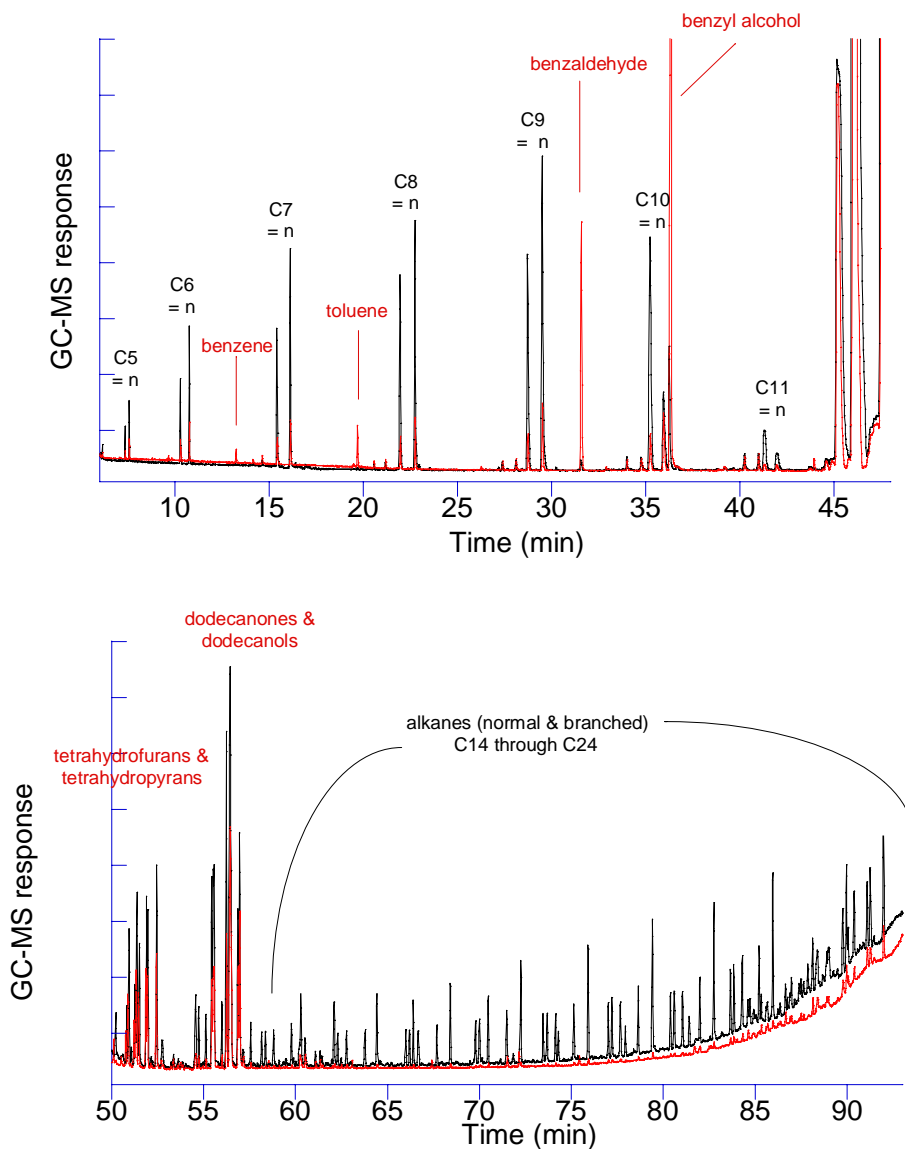 benzyl alcohol
benzaldehyde
C9
= n
C8
= n
C10
= n
C7
= n
C6
= n
toluene
benzene
C5
= n
C11
= n
GC-MS response
10 15 20 25 30 35 40 45
Time (min)
dodecanones &
dodecanols
alkanes (normal & branched)
C14 through C24
tetrahydrofurans &
tetrahydropyrans
GC-MS response
50 55 60 65 70 75 80 85 90
Time (min)